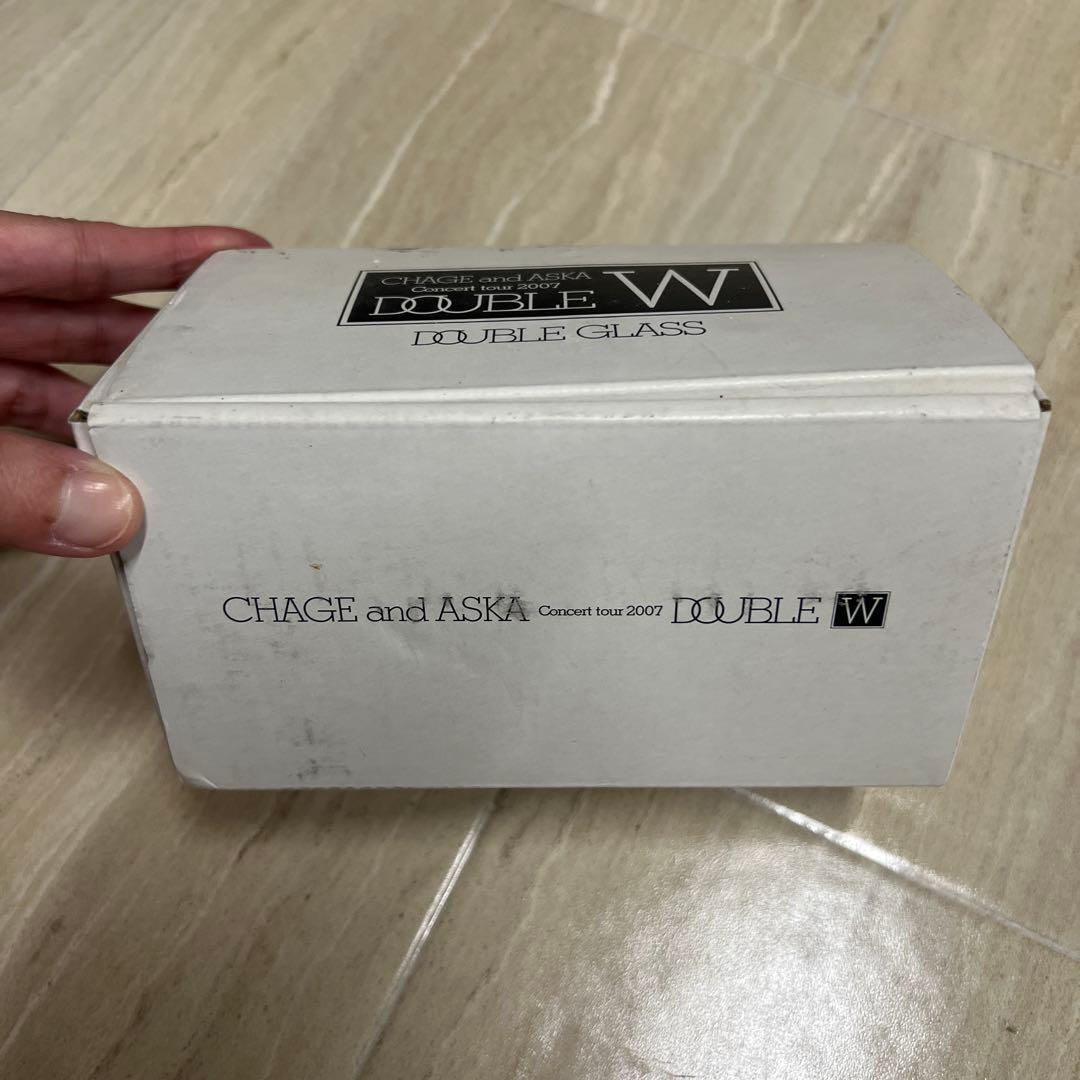 CHAGE and ASKA
Concert tour 2007
DOUBLE W
DOUBLE GLASS
CHAGE and ASKA Concert tour 2007 DOUBLE W